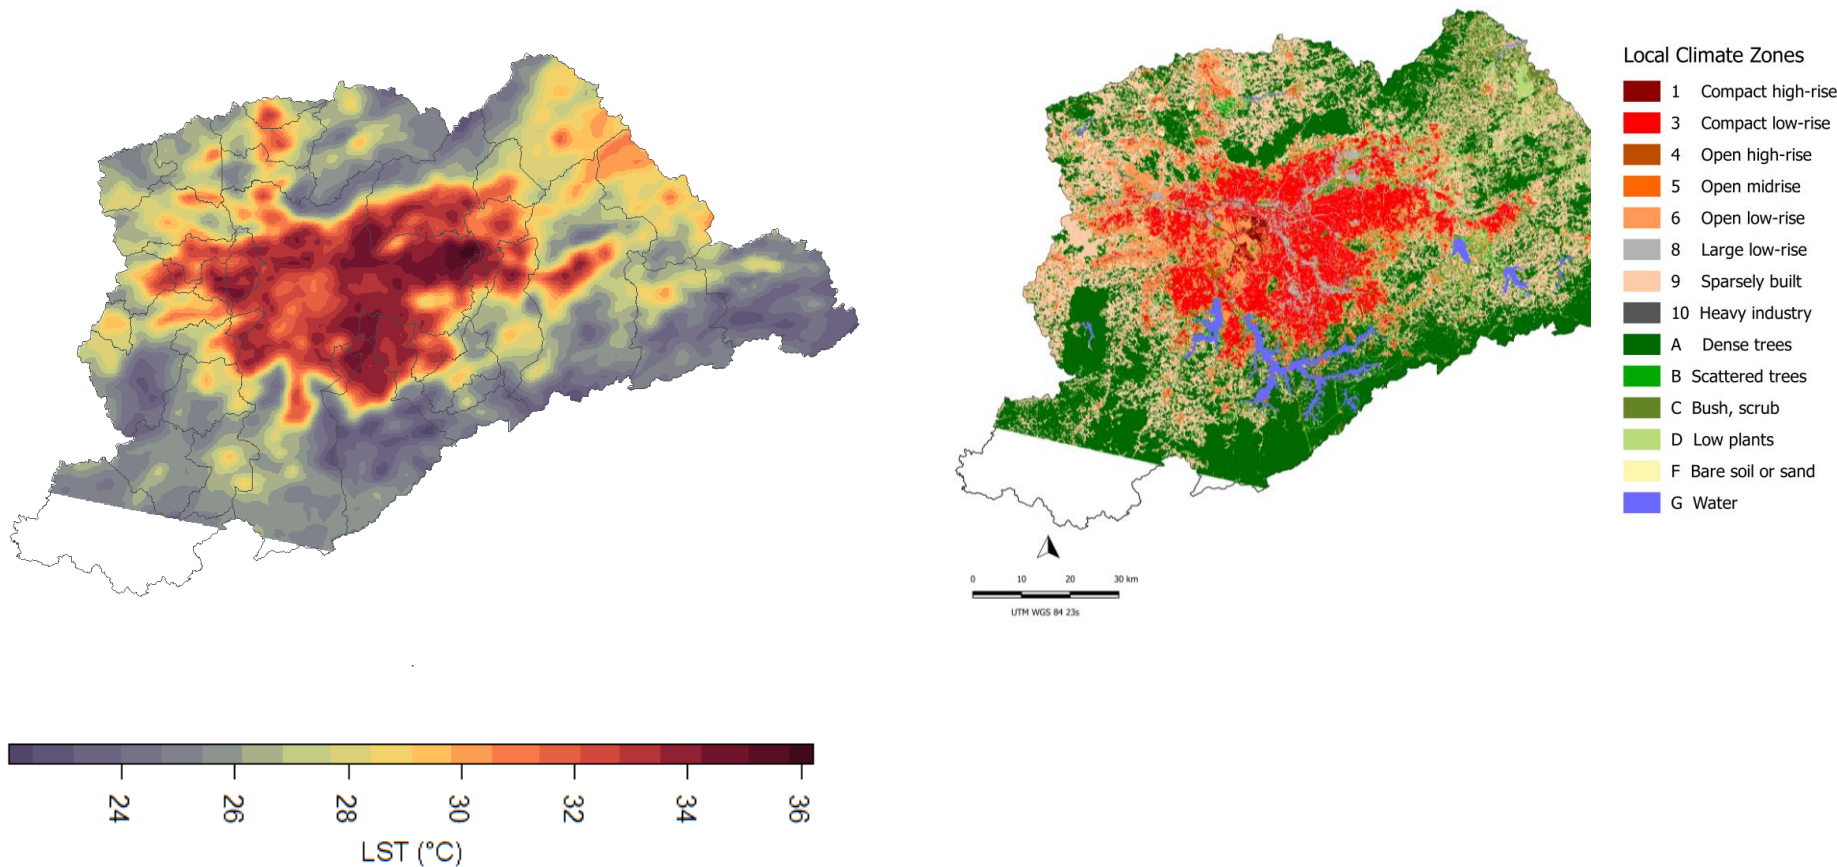 Local Climate Zones
1 Compact high-rise
3 Compact low-rise
4 Open high-rise
5 Open midrise
6 Open low-rise
8 Large low-rise
9 Sparsely built
10 Heavy industry
A Dense trees
B Scattered trees
C Bush, scrub
D Low plants
F Bare soil or sand
G Water
0 10 20 30 km
UTM WGS 84 23s
24 26 28 30 32 34 36
LST (°C)